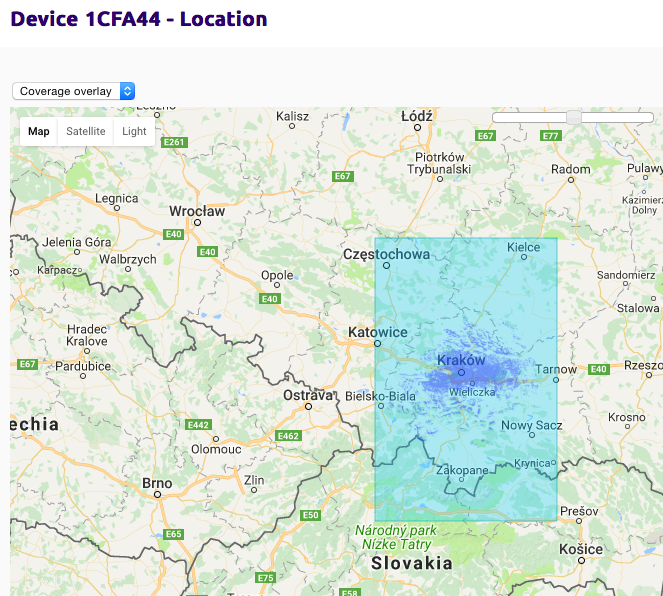 Device 1CFA44 - Location
Coverage overlay
Leszno
Kalisz
Łódź
Map
Satellite
Light
E67
E77
E261
Piotrków
Trybunalski
E67
Radom
Puławy
Legnica
Kazimierz
Dolny
Wrocław
E40
Jelenia Góra
E40
Częstochowa
Kielce
Karpacz
Wałbrzych
Opole
Sandomierz
E40
Stalowa
Hradec
Kralove
Katowice
E67
Pardubice
Kraków
Tarnow
E40
Rzeszo
Wieliczka
Ostrava
Bielsko-Biala
echia
E442
E462
Nowy Sacz
Krosno
Olomouc
Zakopane
Krynica
Brno
Zlin
E50
Prešov
E65
Národný park
Nízke Tatry
Košice
Slovakia
E75
E58